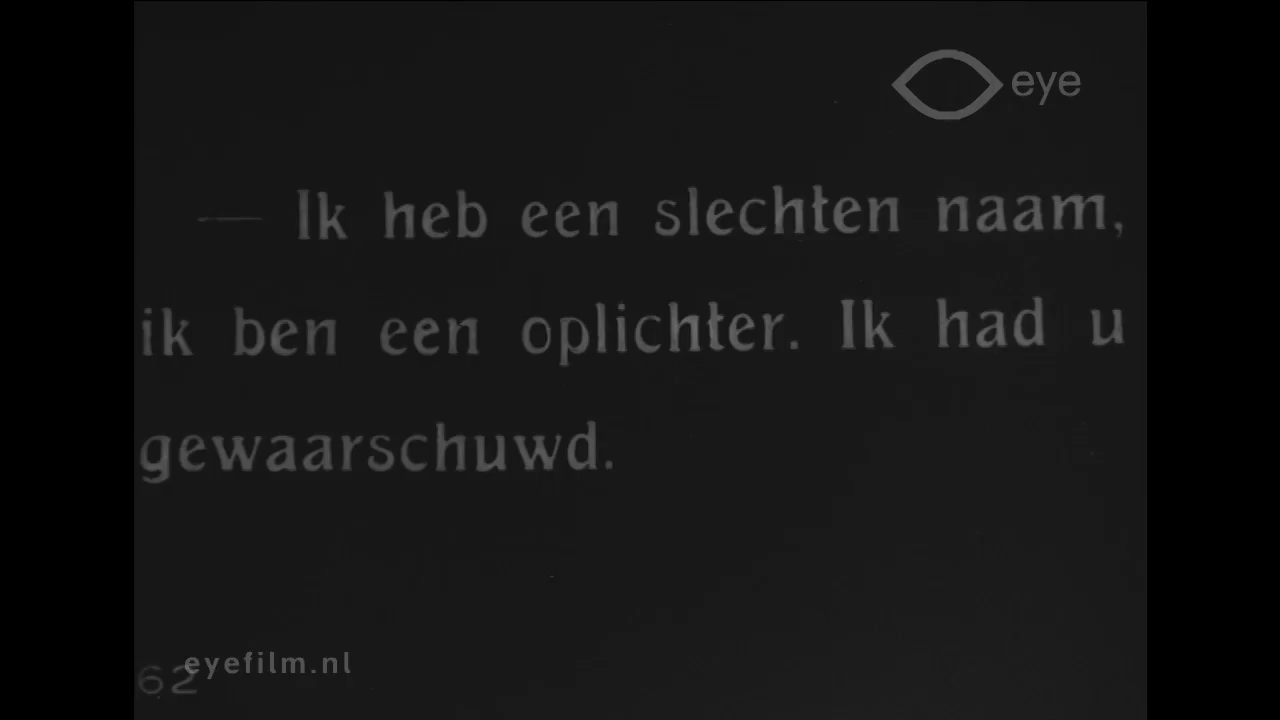 eye
— Ik heb een slechten naam,
ik ben een oplichter. Ik had u
gewaarschuwd.
eyefilm.nl
62